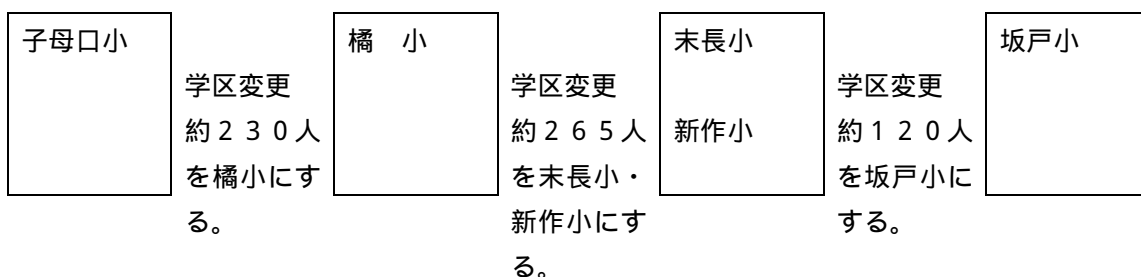 子母口小
学区変更
約２３０人
を橘小にす
る。
橘　小
学区変更
約２６５人
を末長小・
新作小にす
る。
末長小
新作小
学区変更
約１２０人
を坂戸小に
する。
坂戸小